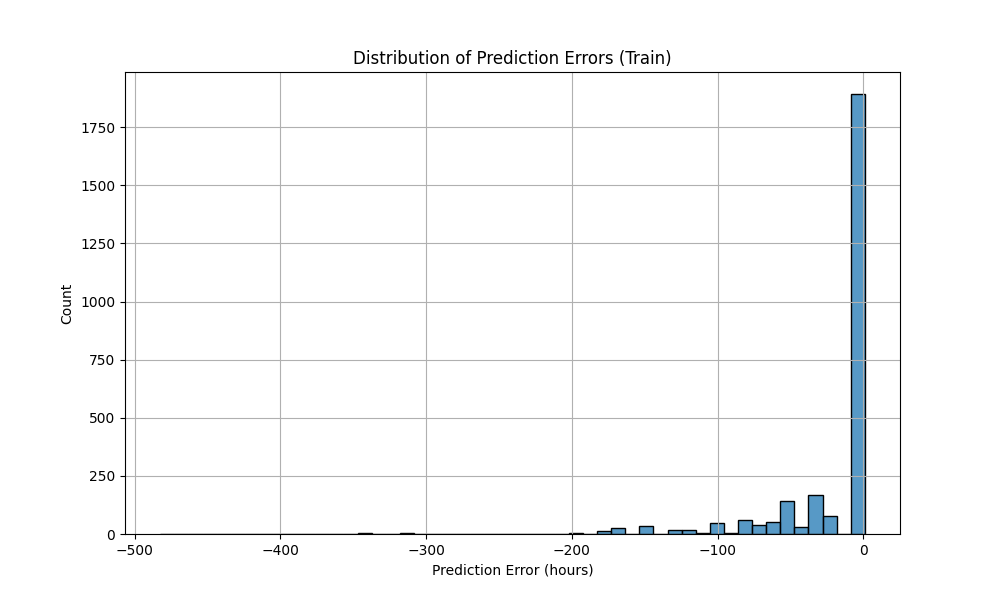 Distribution of Prediction Errors (Train)
1750
1500
1250
1000
750
500
250
0
Count
−500 −400 −300 −200 −100 0
Prediction Error (hours)